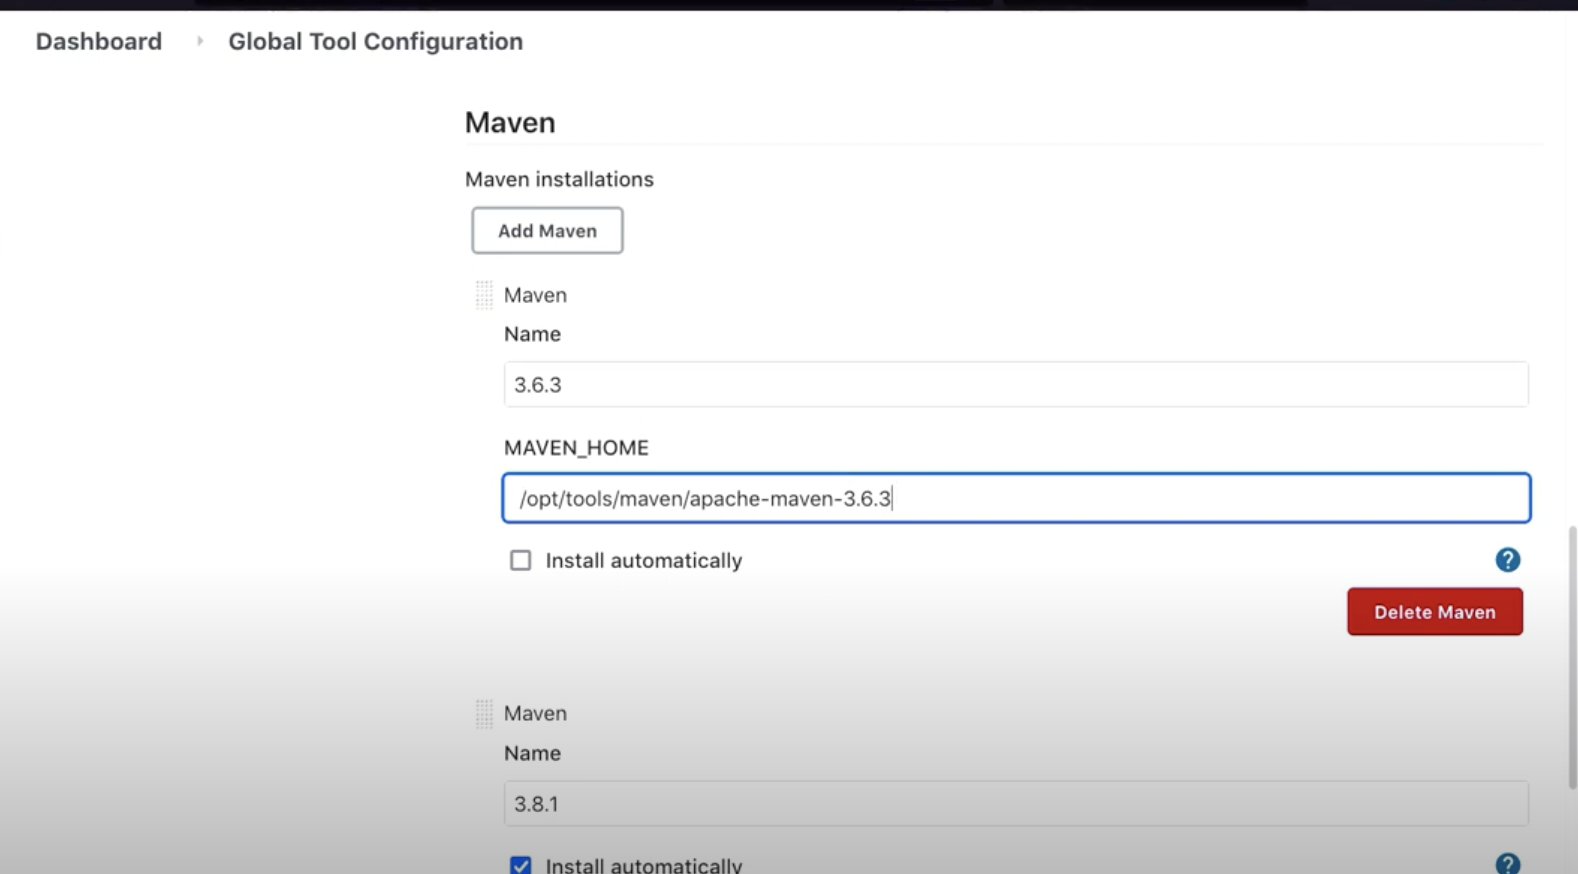 Dashboard
Global Tool Configuration
Maven
Maven installations
Add Maven
Maven
Name
3.6.3
MAVEN_HOME
/opt/tools/maven/apache-maven-3.6.3
Install automatically
?
Delete Maven
Maven
Name
3.8.1
Install automatically
?